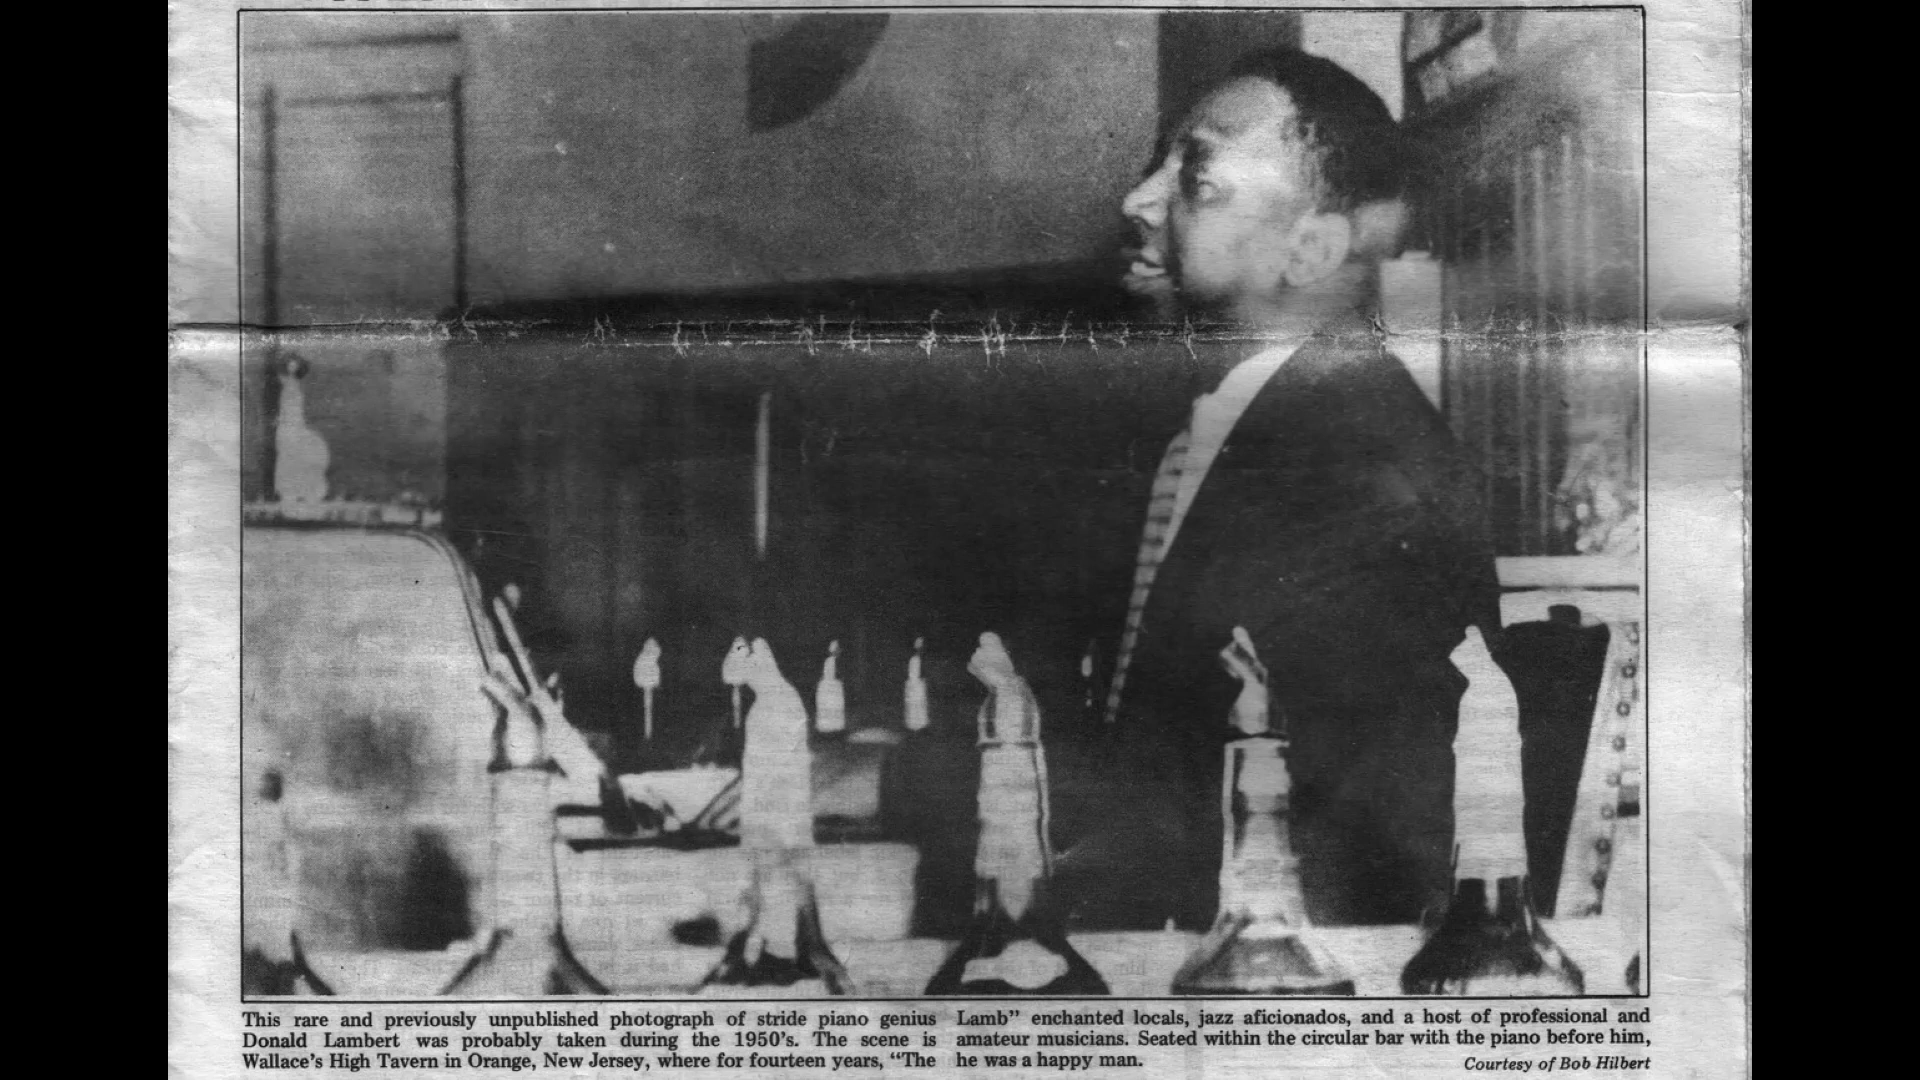 This rare and previously unpublished photograph of stride piano genius
Donald Lambert was probably taken during the 1950's. The scene is
Wallace's High Tavern in Orange, New Jersey, where for fourteen years, "The
Lamb" enchanted locals, jazz aficionados, and a host of professional and
amateur musicians. Seated within the circular bar with the piano before him,
he was a happy man.
Courtesy of Bob Hilbert